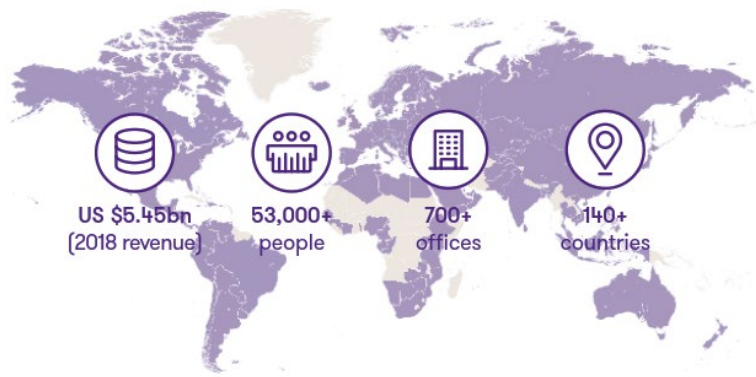 US $5.45bn
(2018 revenue)
53,000+
people
700+
offices
140+
countries